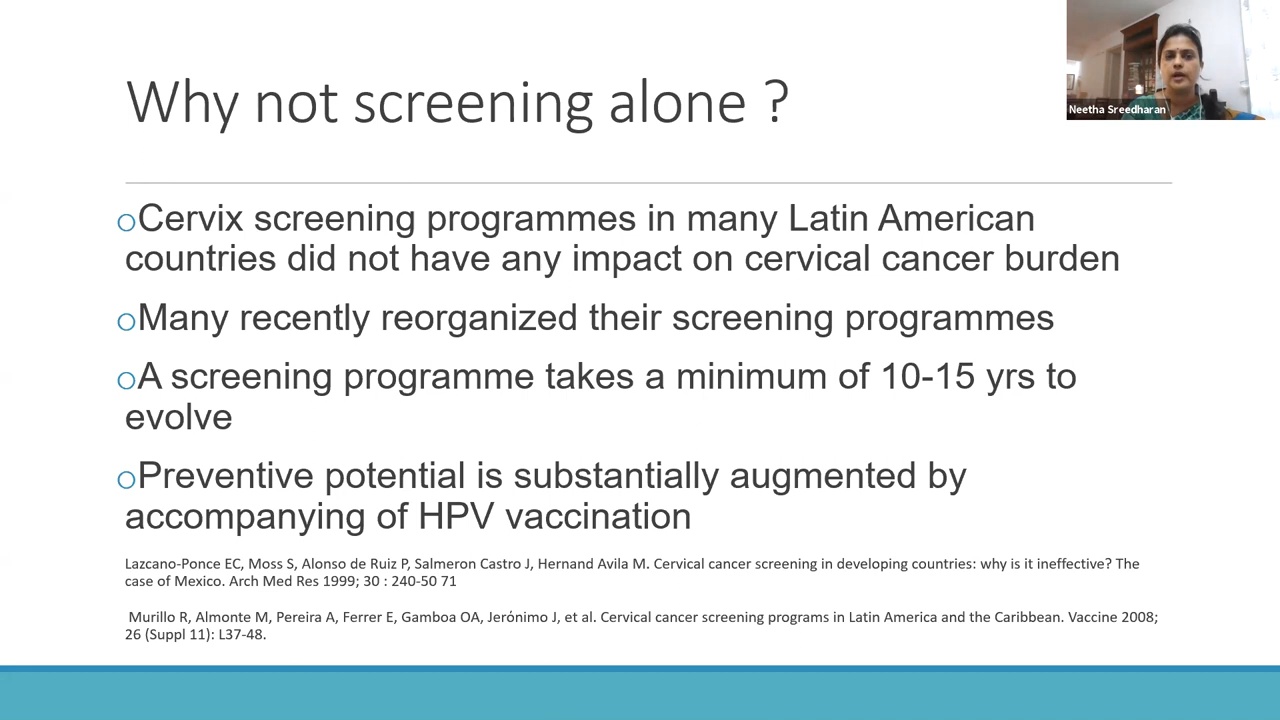 Why not screening alone ?
Neetha Sreedharan
oCervix screening programmes in many Latin American
countries did not have any impact on cervical cancer burden
oMany recently reorganized their screening programmes
oA screening programme takes a minimum of 10-15 yrs to
evolve
oPreventive potential is substantially augmented by
accompanying of HPV vaccination
Lazcano-Ponce EC, Moss S, Alonso de Ruiz P, Salmeron Castro J, Hernand Avila M. Cervical cancer screening in developing countries: why is it ineffective? The
case of Mexico. Arch Med Res 1999; 30 : 240-50 71
Murillo R, Almonte M, Pereira A, Ferrer E, Gamboa OA, Jerónimo J, et al. Cervical cancer screening programs in Latin America and the Caribbean. Vaccine 2008;
26 (Suppl 11): L37-48.